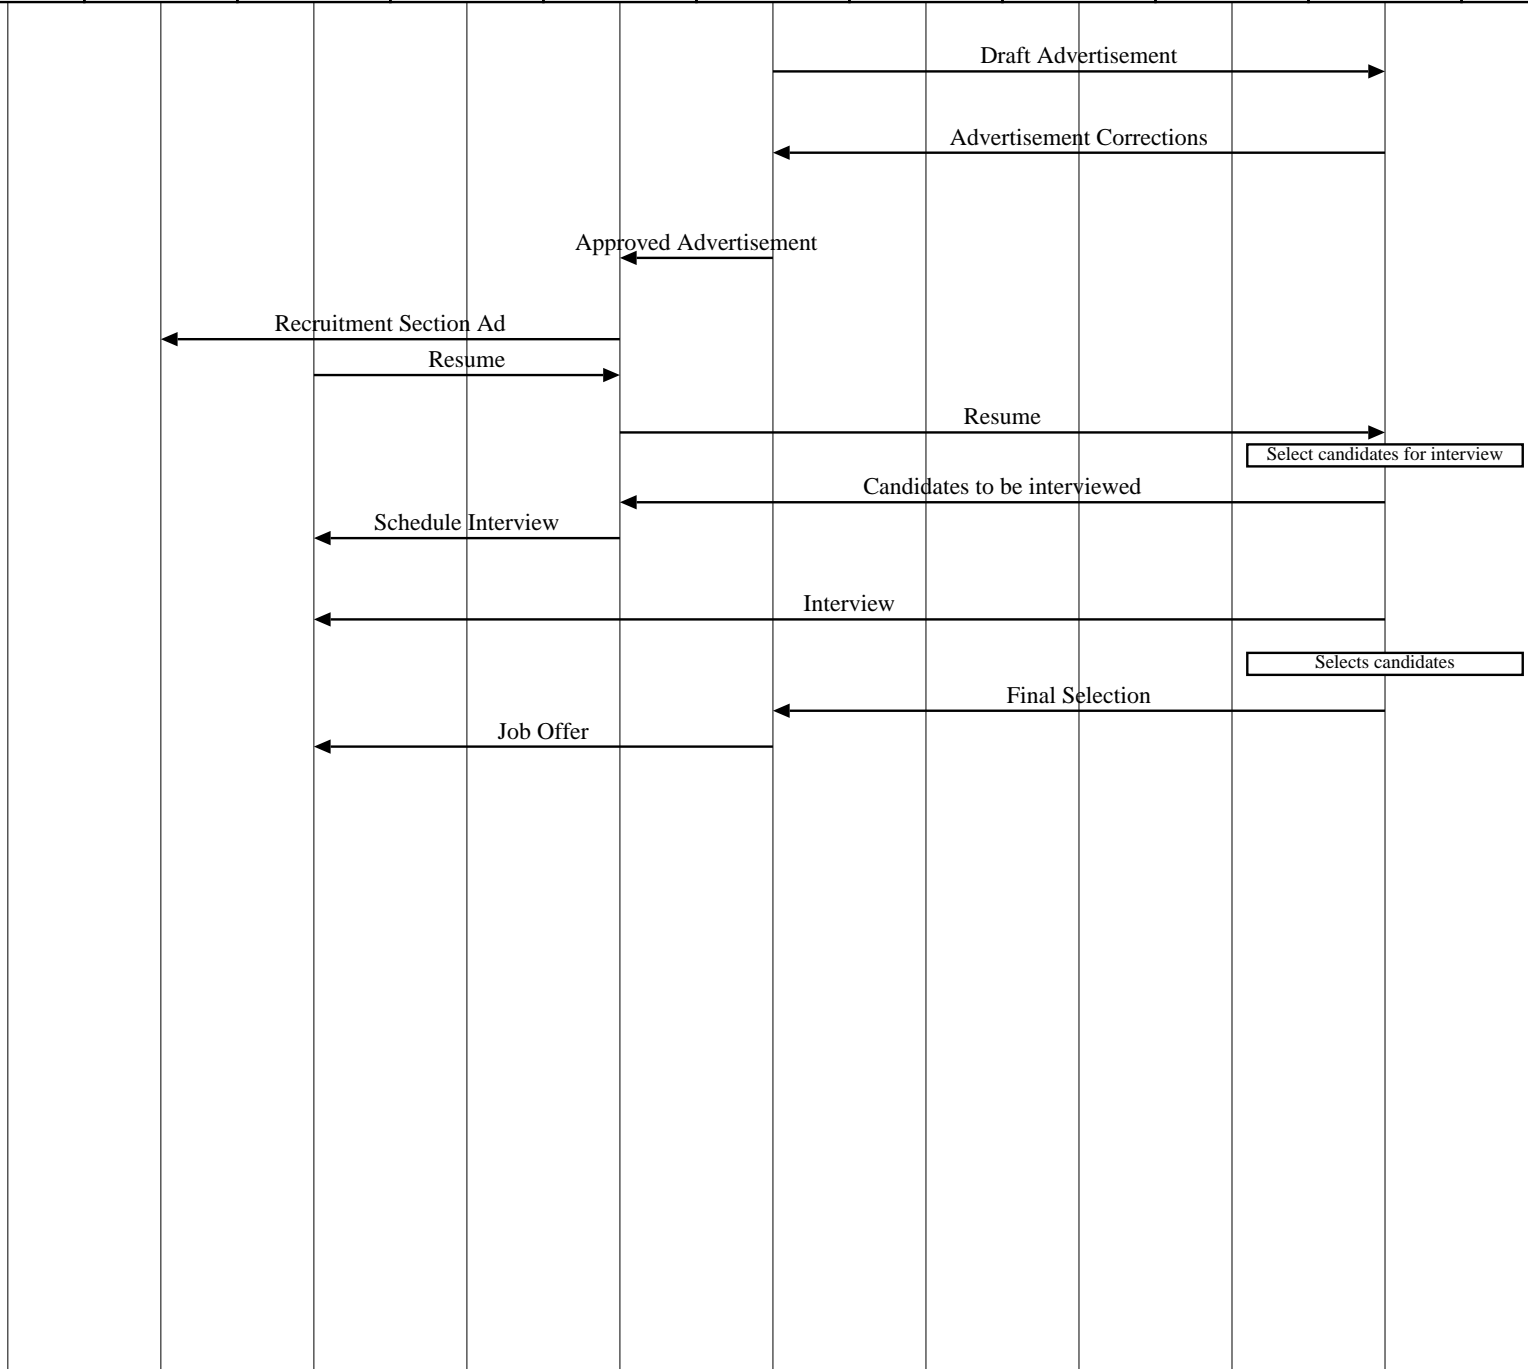 Draft Advertisement
Advertisement Corrections
Approved Advertisement
Recruitment Section Ad
Resume
Resume
Select candidates for interview
Candidates to be interviewed
Schedule Interview
Interview
Selects candidates
Final Selection
Job Offer